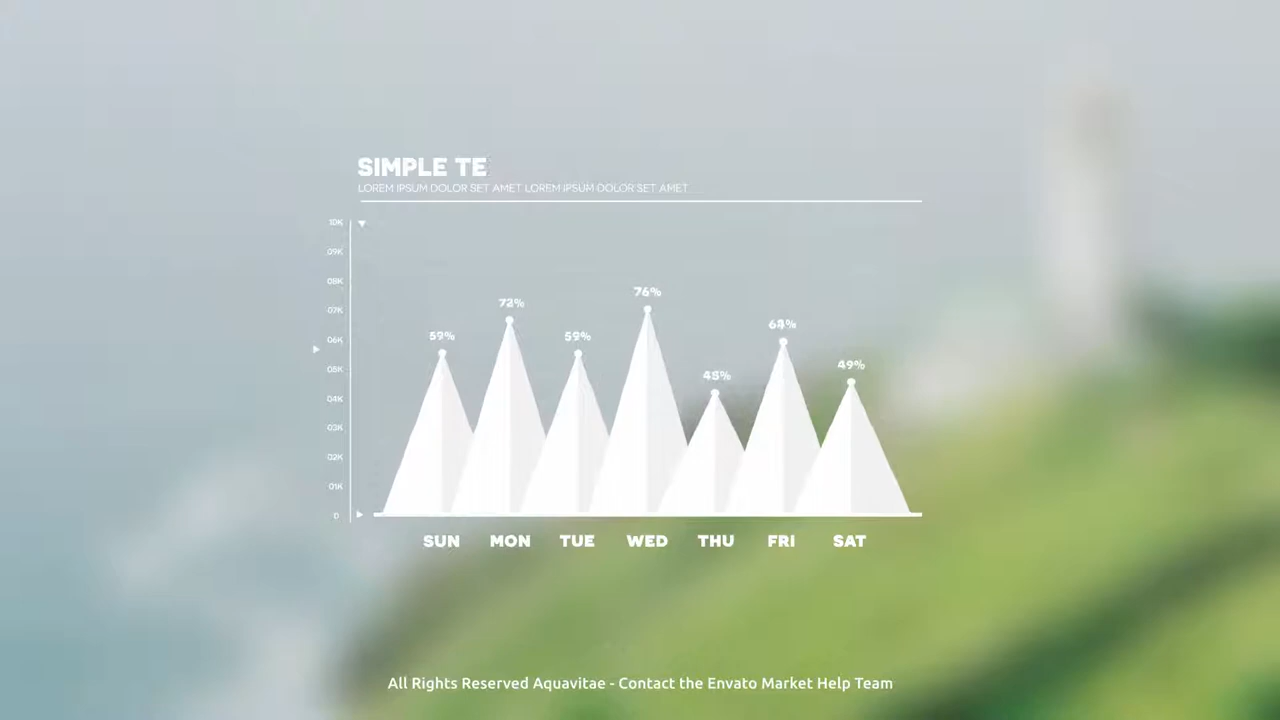 SIMPLE TE
LOREM IPSUM DOLOR SET AMET LOREM IPSUM DOLOR SET AMET
10K
09K
08K
07K
06K
05K
04K
03K
02K
01K
0
59%
72%
59%
76%
49%
SUN MON TUE WED THU FRI SAT
All Rights Reserved Aquavitae - Contact the Envato Market Help Team